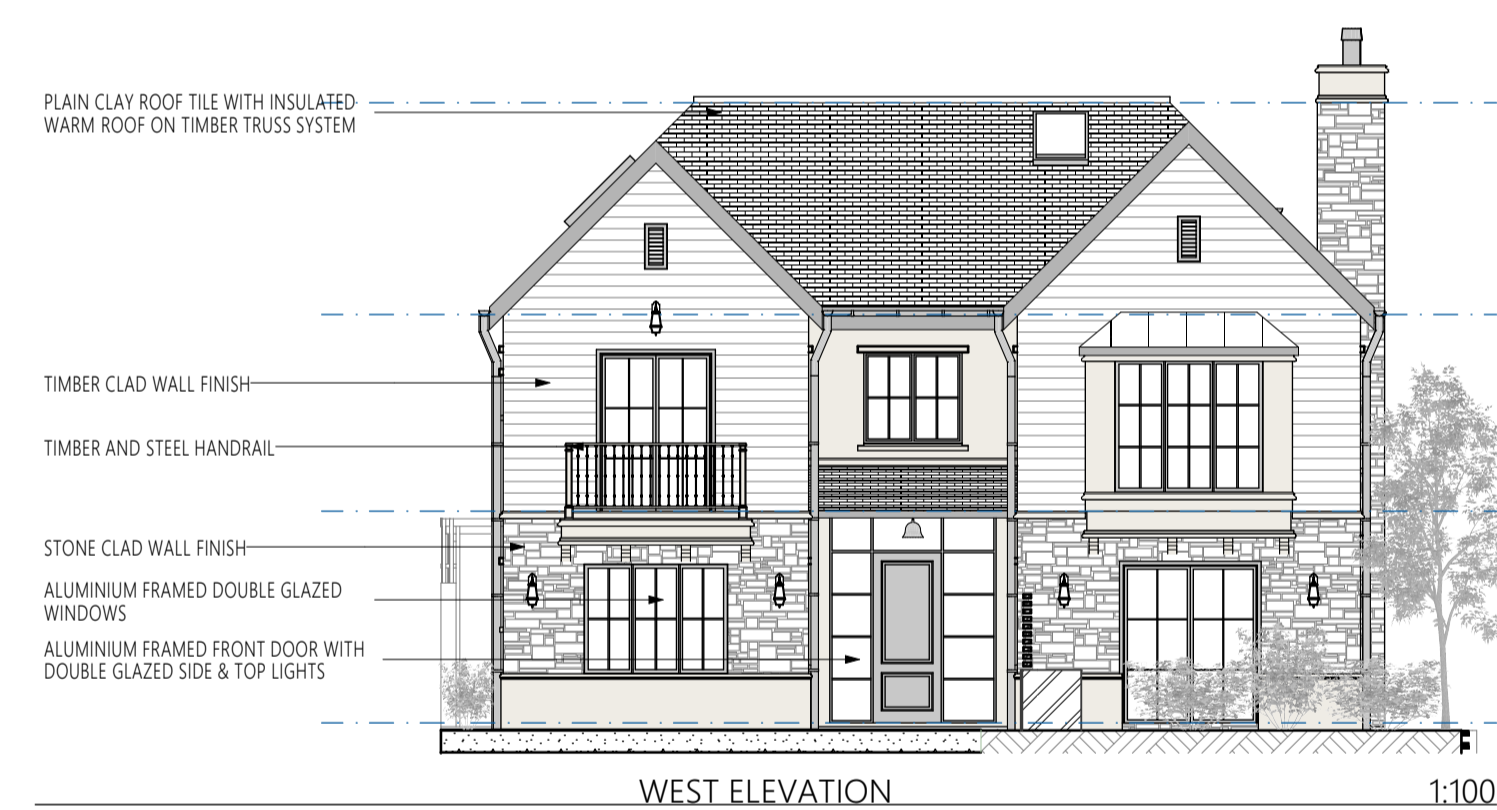 PLAIN CLAY ROOF TILE WITH INSULATED
WARM ROOF ON TIMBER TRUSS SYSTEM
TIMBER CLAD WALL FINISH
TIMBER AND STEEL HANDRAIL
STONE CLAD WALL FINISH
ALUMINIUM FRAMED DOUBLE GLAZED
WINDOWS
ALUMINIUM FRAMED FRONT DOOR WITH
DOUBLE GLAZED SIDE & TOP LIGHTS
WEST ELEVATION
1:100